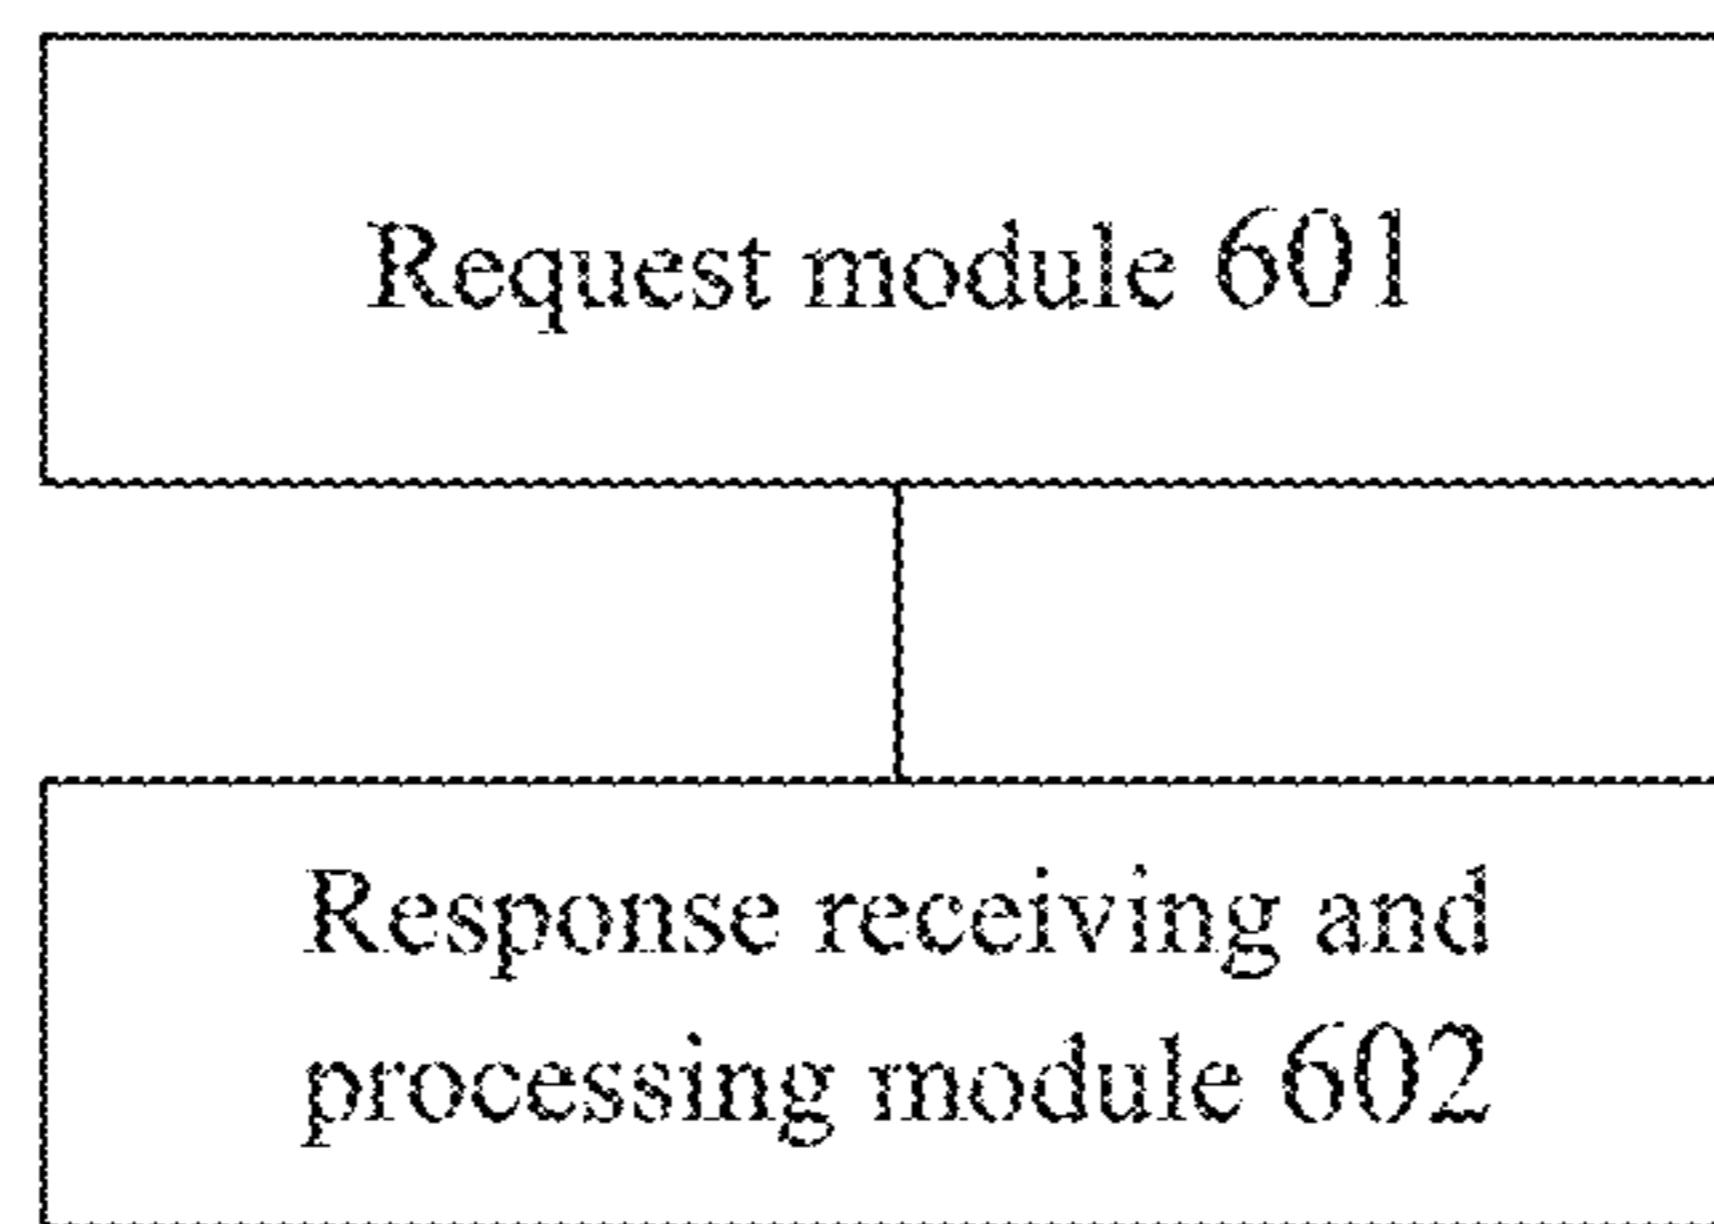 Request module 601
Response receiving and
processing module 602